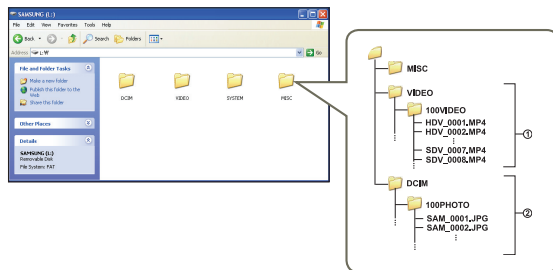 SAMSUNG (L:)
File Edit View Favorites Tools Help
Back Search Folders
Address L:\ Go
File and Folder Tasks
Make a new folder
Publish this folder to the
Web
Share this folder
Other Places
Details
SAMSUNG (L:)
Removable Disk
File System: FAT
DCIM VIDEO SYSTEM MISC
MISC
VIDEO
100VIDEO
HDV_0001.MP4
HDV_0002.MP4
SDV_0007.MP4
SDV_0008.MP4
①
DCIM
100PHOTO
SAM_0001.JPG
SAM_0002.JPG
②